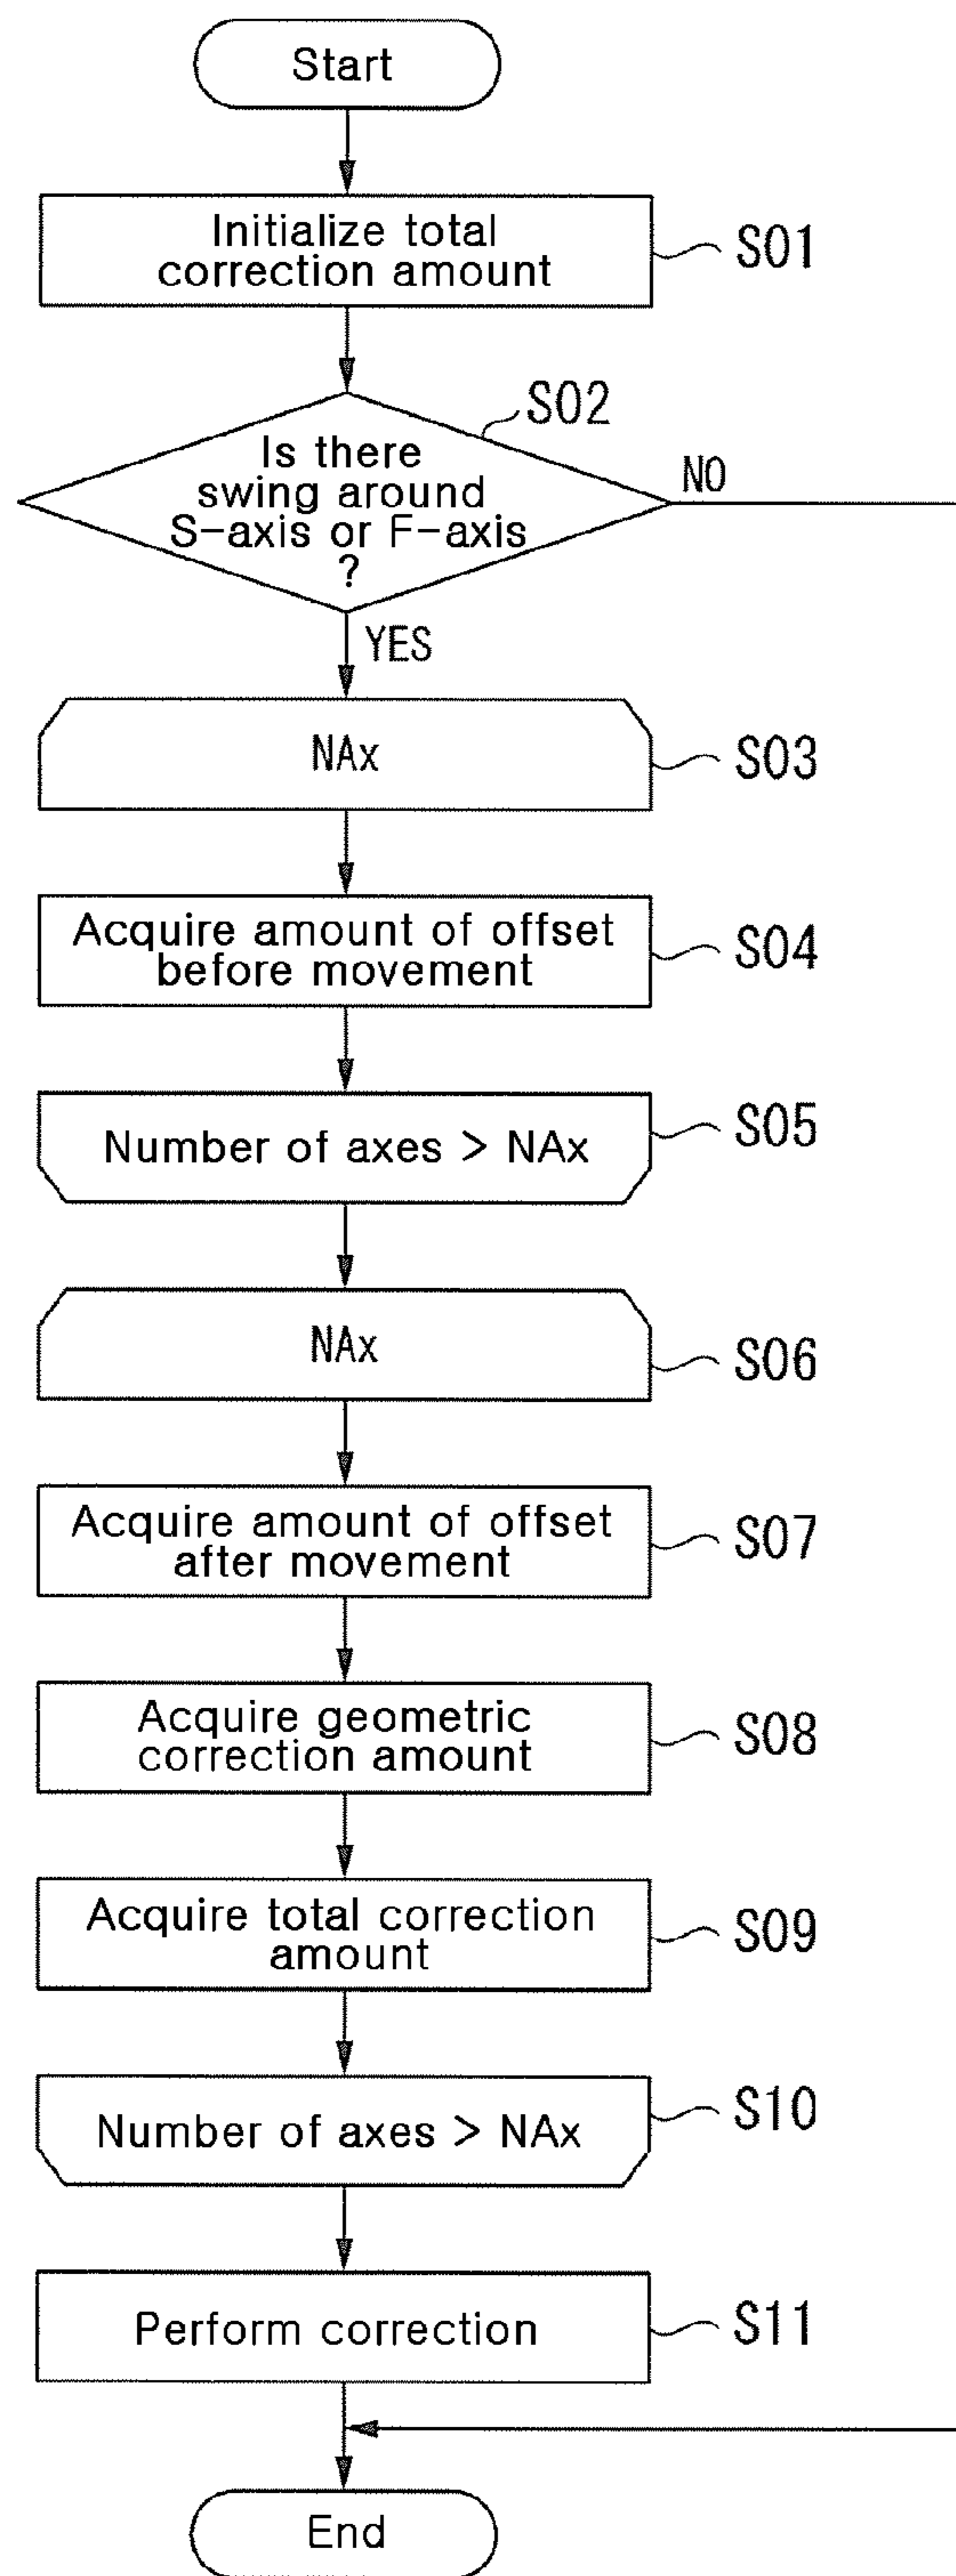 Start
Initialize total
correction amount
S01
S02
Is there
swing around
S-axis or F-axis
?
NO
YES
NAx
S03
Acquire amount of offset
before movement
S04
Number of axes > NAx
S05
NAx
S06
Acquire amount of offset
after movement
S07
Acquire geometric
correction amount
S08
Acquire total correction
amount
S09
Number of axes > NAx
S10
Perform correction
S11
End